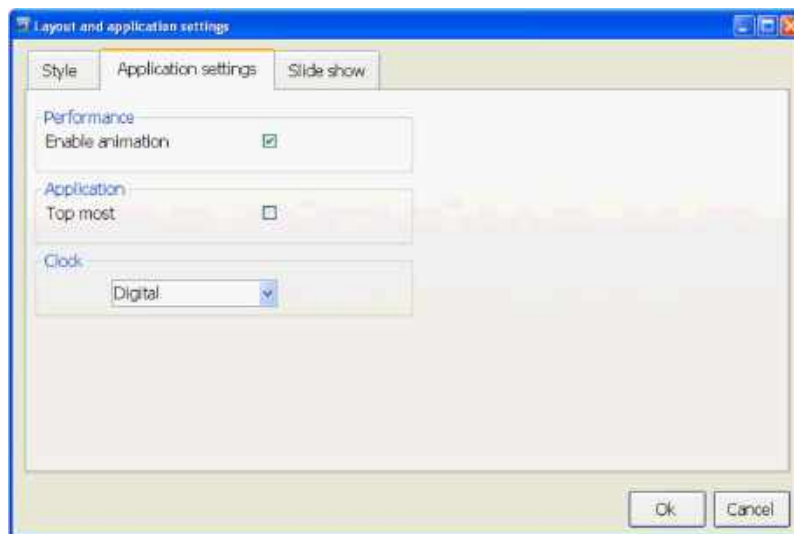 Layout and application settings
Style Application settings Slide show
Performance
Enable animation
Application
Top most
Clock
Digital
Ok Cancel